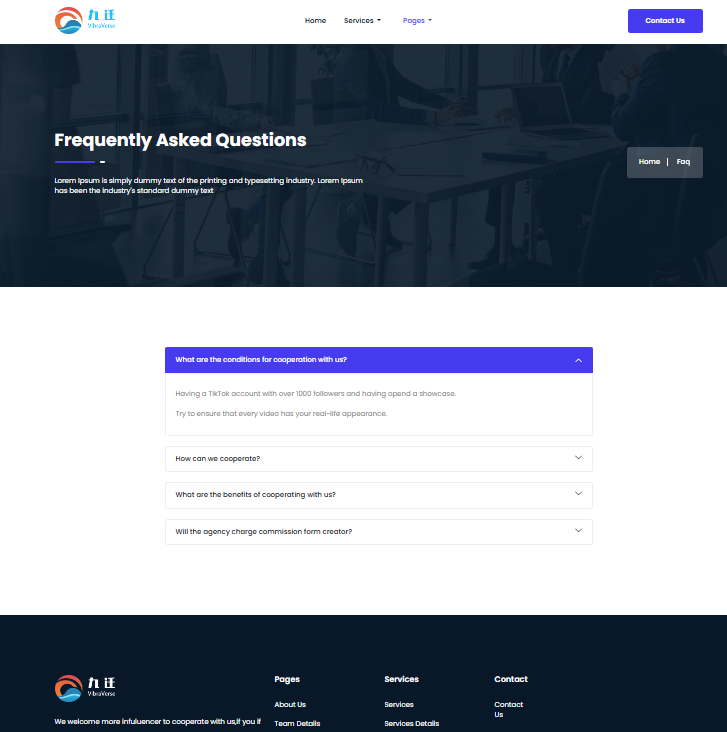 九迁
VibraVerse
Home
Services
Pages
Contact Us
Frequently Asked Questions
Lorem Ipsum is simply dummy text of the printing and typesetting industry. Lorem Ipsum
has been the industry's standard dummy text
Home | Faq
What are the conditions for cooperation with us?
Having a TikTok account with over 1000 followers and having opend a showcase.
Try to ensure that every video has your real-life appearance.
How can we cooperate?
What are the benefits of cooperating with us?
Will the agency charge commission form creator?
九迁
VibraVerse
We welcome more infuluencer to cooperate with us,if you if
Pages
About Us
Team Details
Services
Services
Services Details
Contact
Contact
Us